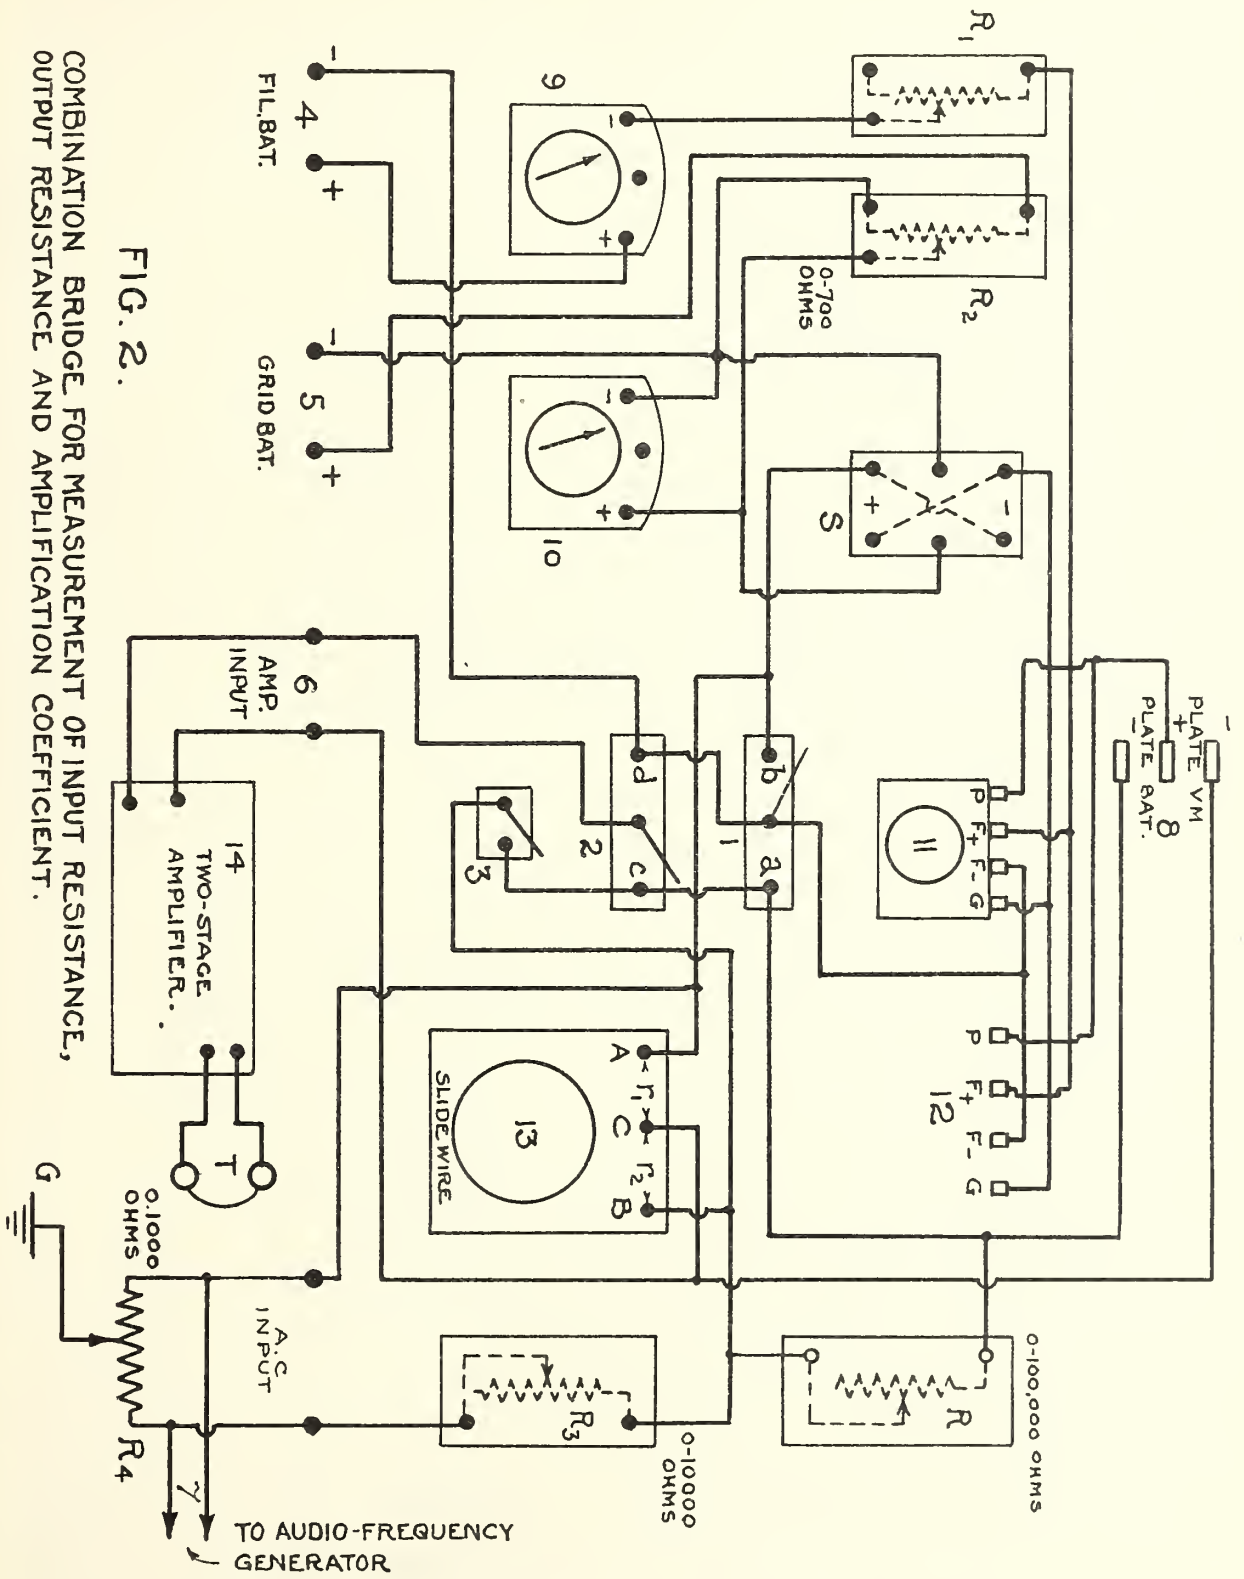 R₁
9
-
+
-
4
+
FIL. BAT.
0-700
OHMS
R₂
-
5
+
GRID BAT.
-
+
10
+
-
S
AMP.
INPUT
6
d
c
2
b
a
1
3
-
PLATE VM
+
8
-
PLATE BAT.
11
P
F+
F-
G
P
F+
F-
G
12
14
TWO-STAGE
AMPLIFIER.
T
A
r₁
C
r₂
B
13
SLIDE WIRE
G
0.1000
OHMS
R₄
A.C
INPUT
R₃
0-10000
OHMS
R
0-100,000 OHMS
~
TO AUDIO-FREQUENCY
GENERATOR
FIG. 2.
COMBINATION BRIDGE FOR MEASUREMENT OF INPUT RESISTANCE,
OUTPUT RESISTANCE AND AMPLIFICATION COEFFICIENT.